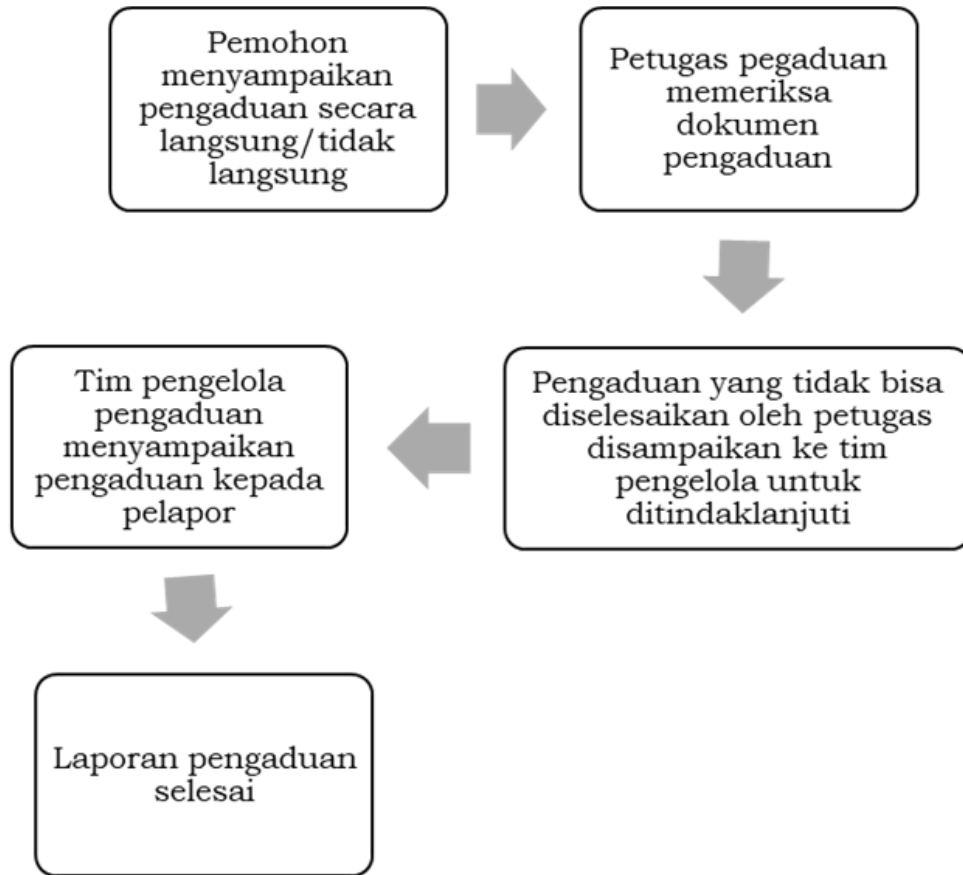 Pemohon
menyampaikan
pengaduan secara
langsung/tidak
langsung
Petugas pegaduan
memeriksa
dokumen
pengaduan
Pengaduan yang tidak bisa
diselesaikan oleh petugas
disampaikan ke tim
pengelola untuk
ditindaklanjuti
Tim pengelola
pengaduan
menyampaikan
pengaduan kepada
pelapor
Laporan pengaduan
selesai